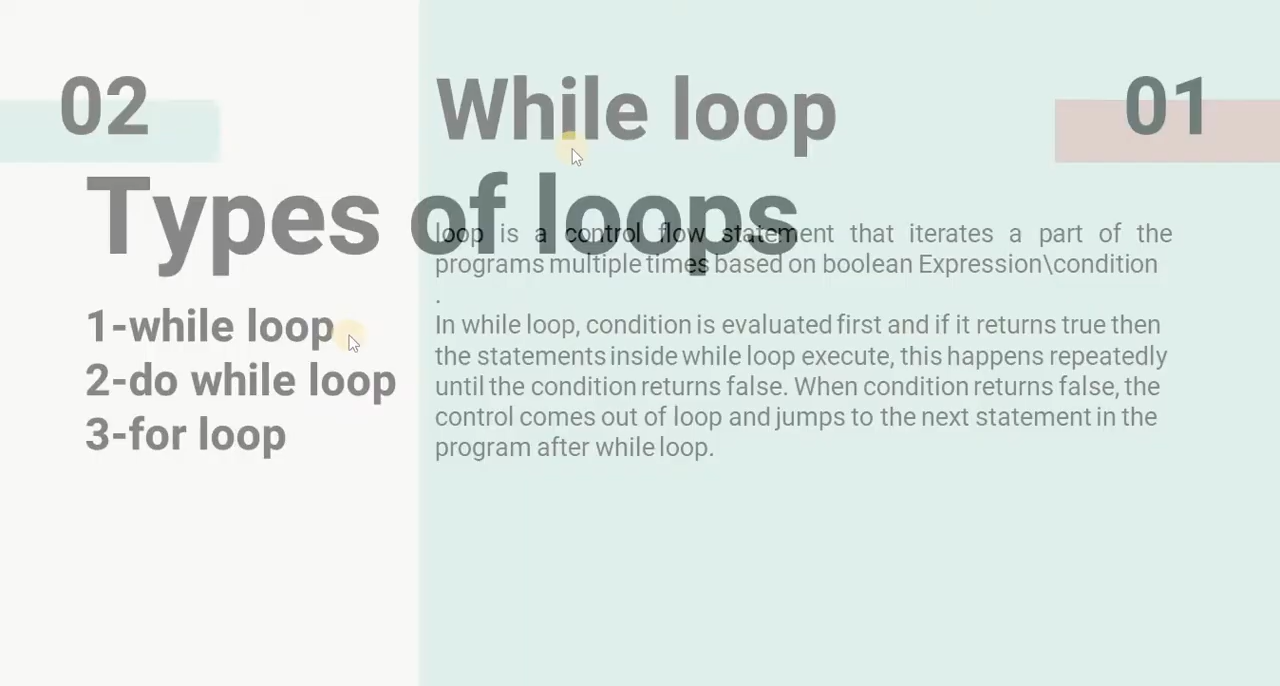 02
While loop
01
Types of loops
loop is a control flow statement that iterates a part of the
programs multiple times based on boolean Expression\condition
.
1-while loop
2-do while loop
3-for loop
In while loop, condition is evaluated first and if it returns true then
the statements inside while loop execute, this happens repeatedly
until the condition returns false. When condition returns false, the
control comes out of loop and jumps to the next statement in the
program after while loop.